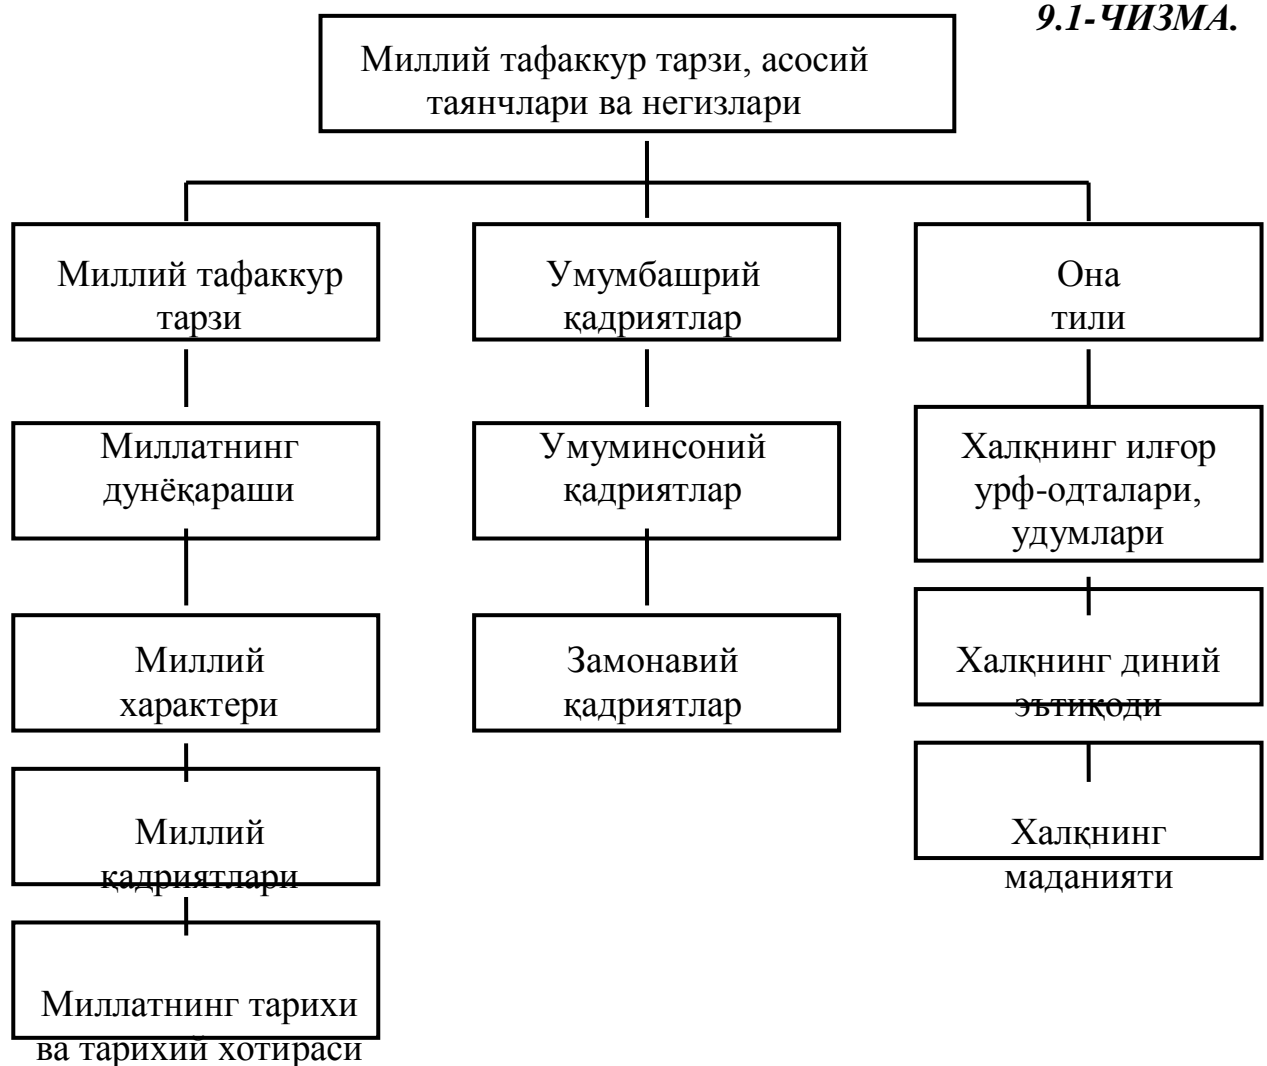 9.1-ЧИЗМА.
Миллий тафаккур тарзи, асосий
таянчлари ва негизлари
Миллий тафаккур
тарзи
Умумбашрий
қадриятлар
Она
тили
Миллатнинг
дунёқараши
Умуминсоний
қадриятлар
Халқнинг илғор
урф-одталари,
удумлари
Миллий
характери
Замонавий
қадриятлар
Халқнинг диний
эътиқоди
Миллий
қадриятлари
Халқнинг
маданияти
Миллатнинг тарихи
ва тарихий хотираси